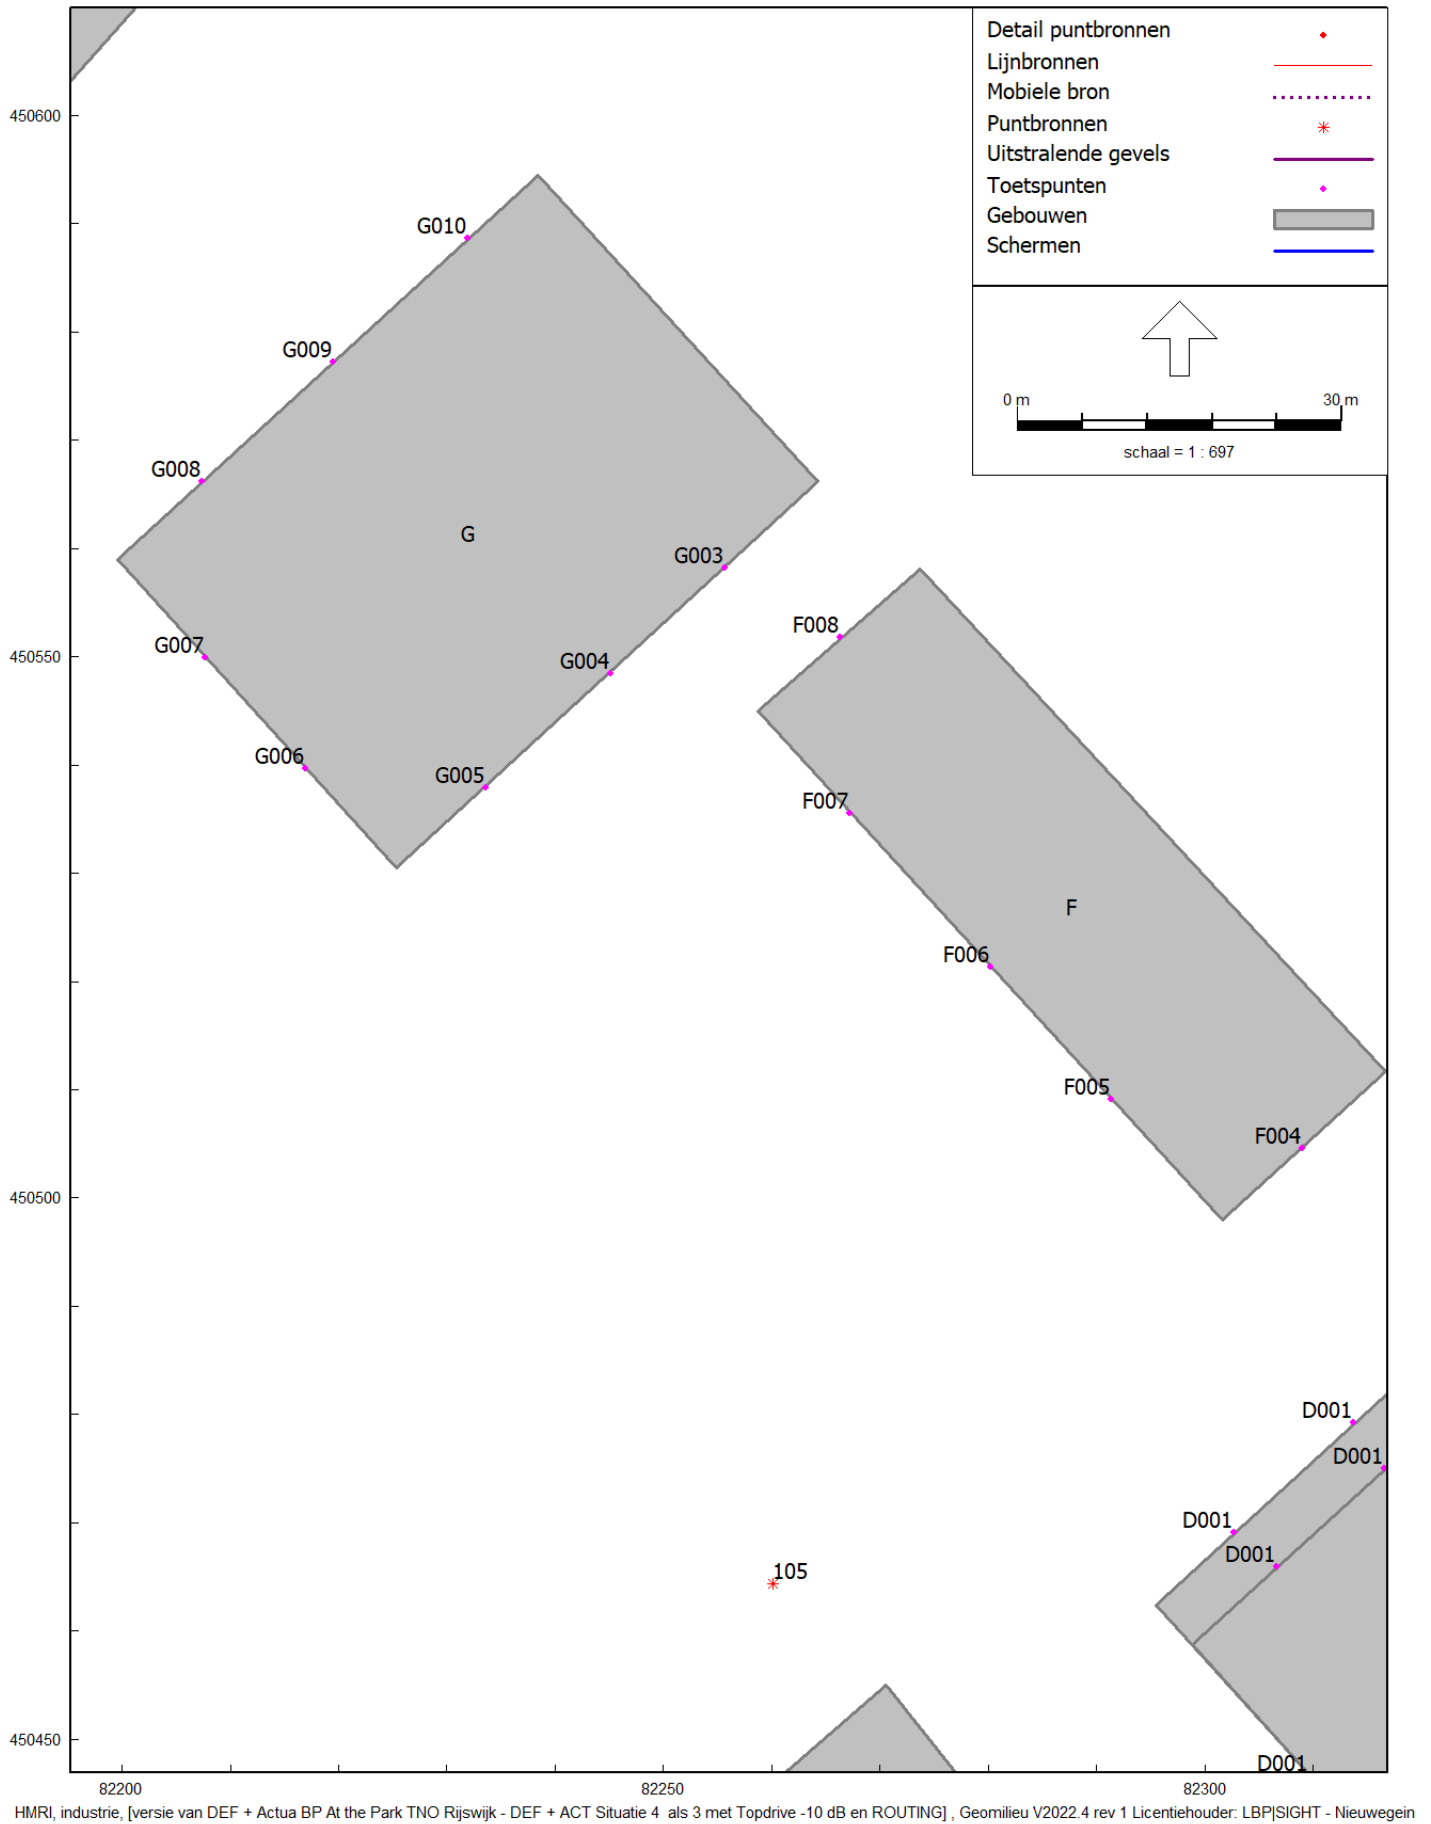 Detail puntbronnen
Lijnbronnen
Mobiele bron
Puntbronnen
Uitstralende gevels
Toetspunten
Gebouwen
Schermen
0 m 30 m
schaal = 1 : 697
450600
G010
G009
G008
G
G003
F008
450550
G007
G004
G006
G005
F007
F
F006
F005
F004
450500
D001
D001
D001
D001
105
450450
D001
82200 82250 82300
HMRI, industrie, [versie van DEF + Actua BP At the Park TNO Rijswijk - DEF + ACT Situatie 4 als 3 met Topdrive -10 dB en ROUTING] , Geomilieu V2022.4 rev 1 Licentiehouder: LBP|SIGHT - Nieuwegein